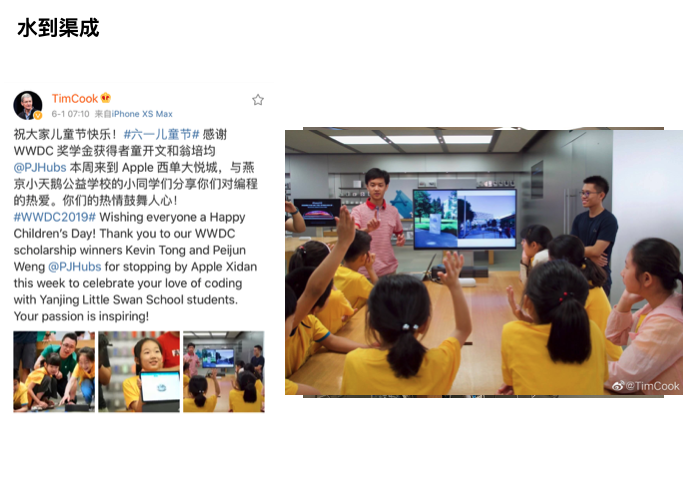 水到渠成
TimCook
6-1 07:10 来自iPhone XS Max
祝大家儿童节快乐！#六一儿童节# 感谢
WWDC 奖学金获得者童开文和翁培均
@PJHubs 本周来到 Apple 西单大悦城，与燕
京小天鹅公益学校的小同学们分享你们对编程
的热爱。你们的热情鼓舞人心！
#WWDC2019# Wishing everyone a Happy
Children's Day! Thank you to our WWDC
scholarship winners Kevin Tong and Peijun
Weng @PJHubs for stopping by Apple Xidan
this week to celebrate your love of coding
with Yanjing Little Swan School students.
Your passion is inspiring!
@TimCook